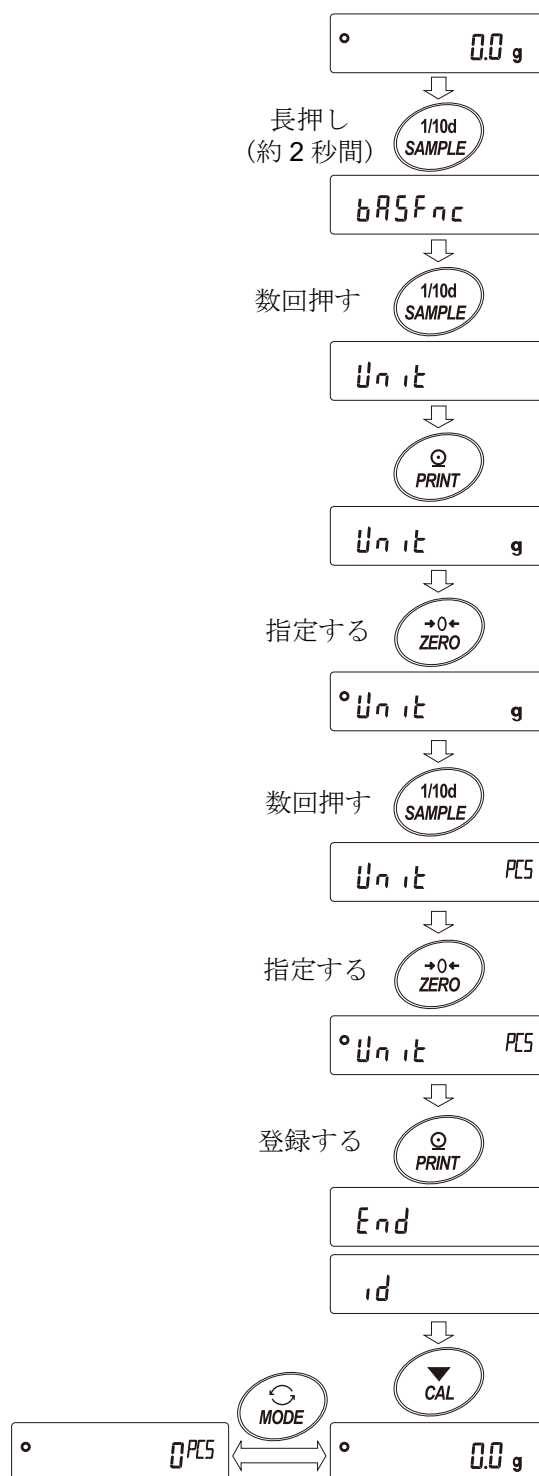 0.0 g
長押し
(約 2 秒間)
1/10d
SAMPLE
bASFnc
数回押す
1/10d
SAMPLE
Unit
PRINT
Unit g
指定する
→0←
ZERO
Unit g
数回押す
1/10d
SAMPLE
Unit PCS
指定する
→0←
ZERO
Unit PCS
登録する
PRINT
End
id
CAL
MODE
0 PCS
0.0 g